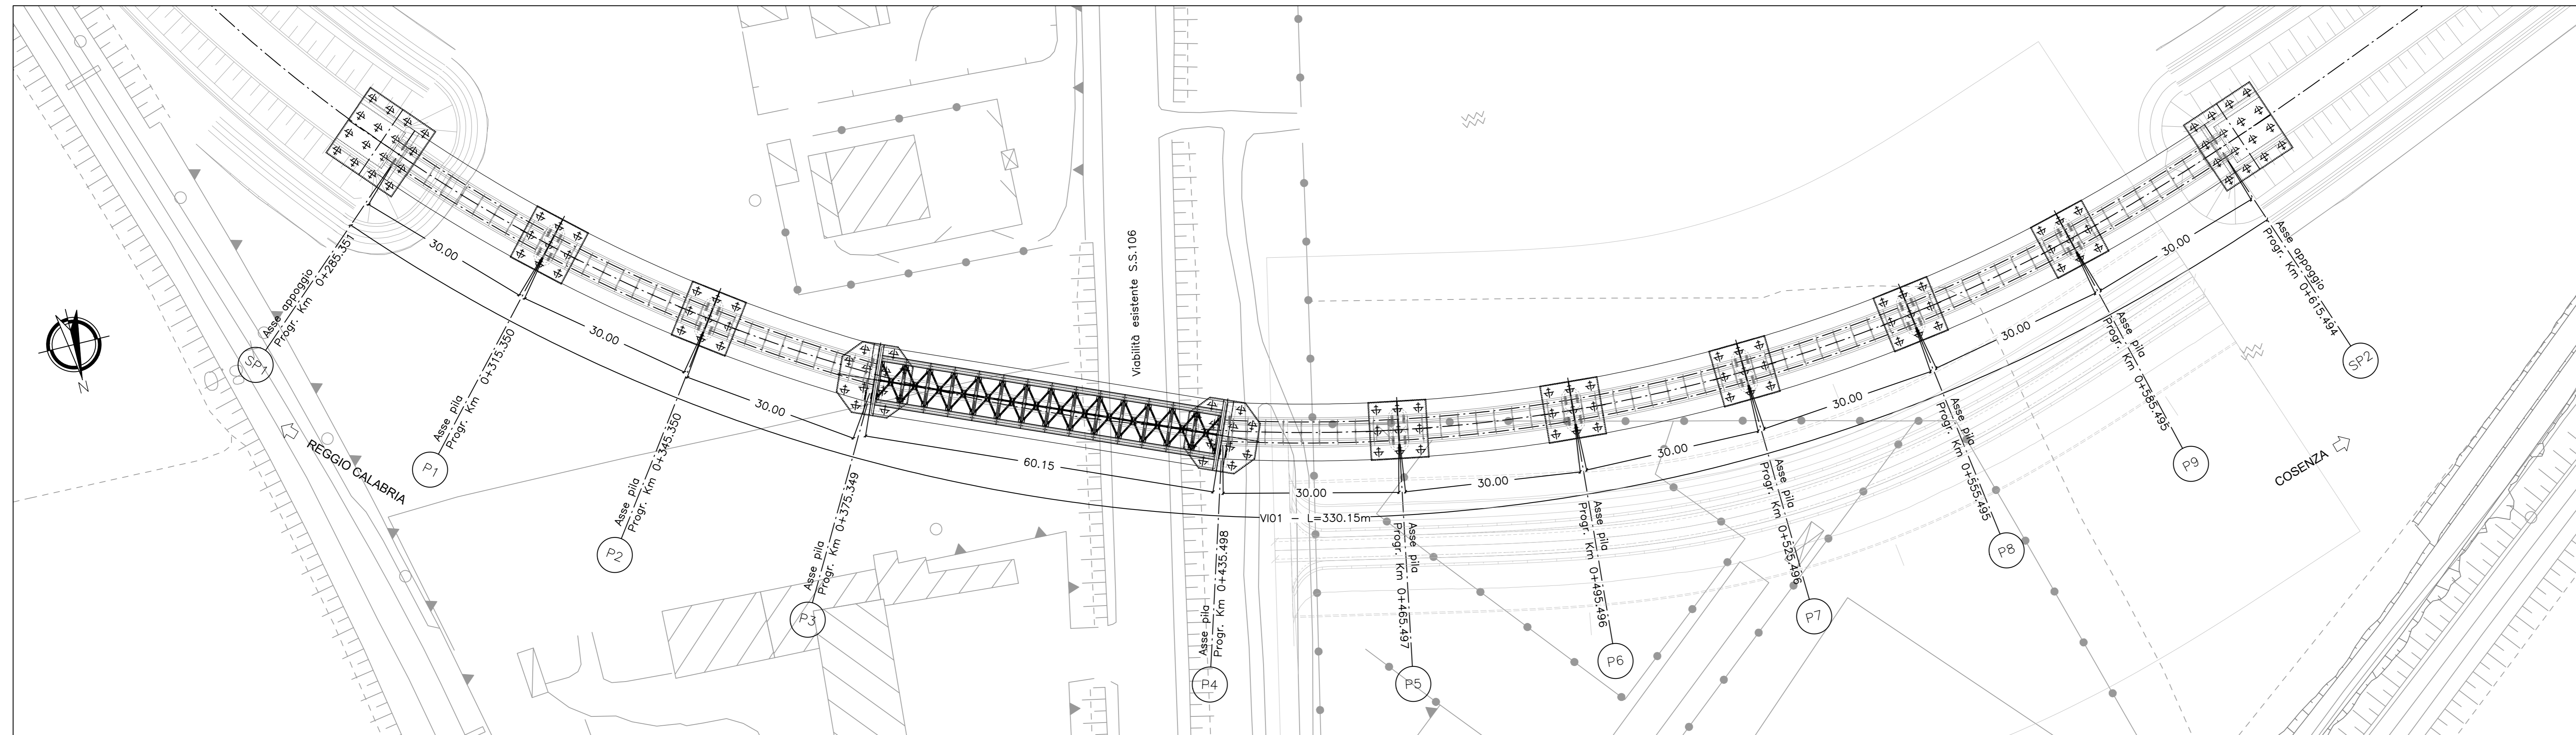 Asse appoggio
Progr. Km 0+285.351
SP1
N
REGGIO CALABRIA
30.00
Asse pila
Progr. Km 0+315.350
P1
30.00
Asse pila
Progr. Km 0+345.350
P2
30.00
Asse pila
Progr. Km 0+375.349
P3
60.15
Viabilità esistente S.S.106
Asse pila
Progr. Km 0+435.498
P4
30.00
VI01 – L=330.15m
Asse pila
Progr. Km 0+465.497
P5
30.00
Asse pila
Progr. Km 0+495.496
P6
30.00
Asse pila
Progr. Km 0+525.496
P7
30.00
Asse pila
Progr. Km 0+555.495
P8
30.00
Asse pila
Progr. Km 0+585.495
P9
30.00
Asse appoggio
Progr. Km 0+615.494
SP2
COSENZA